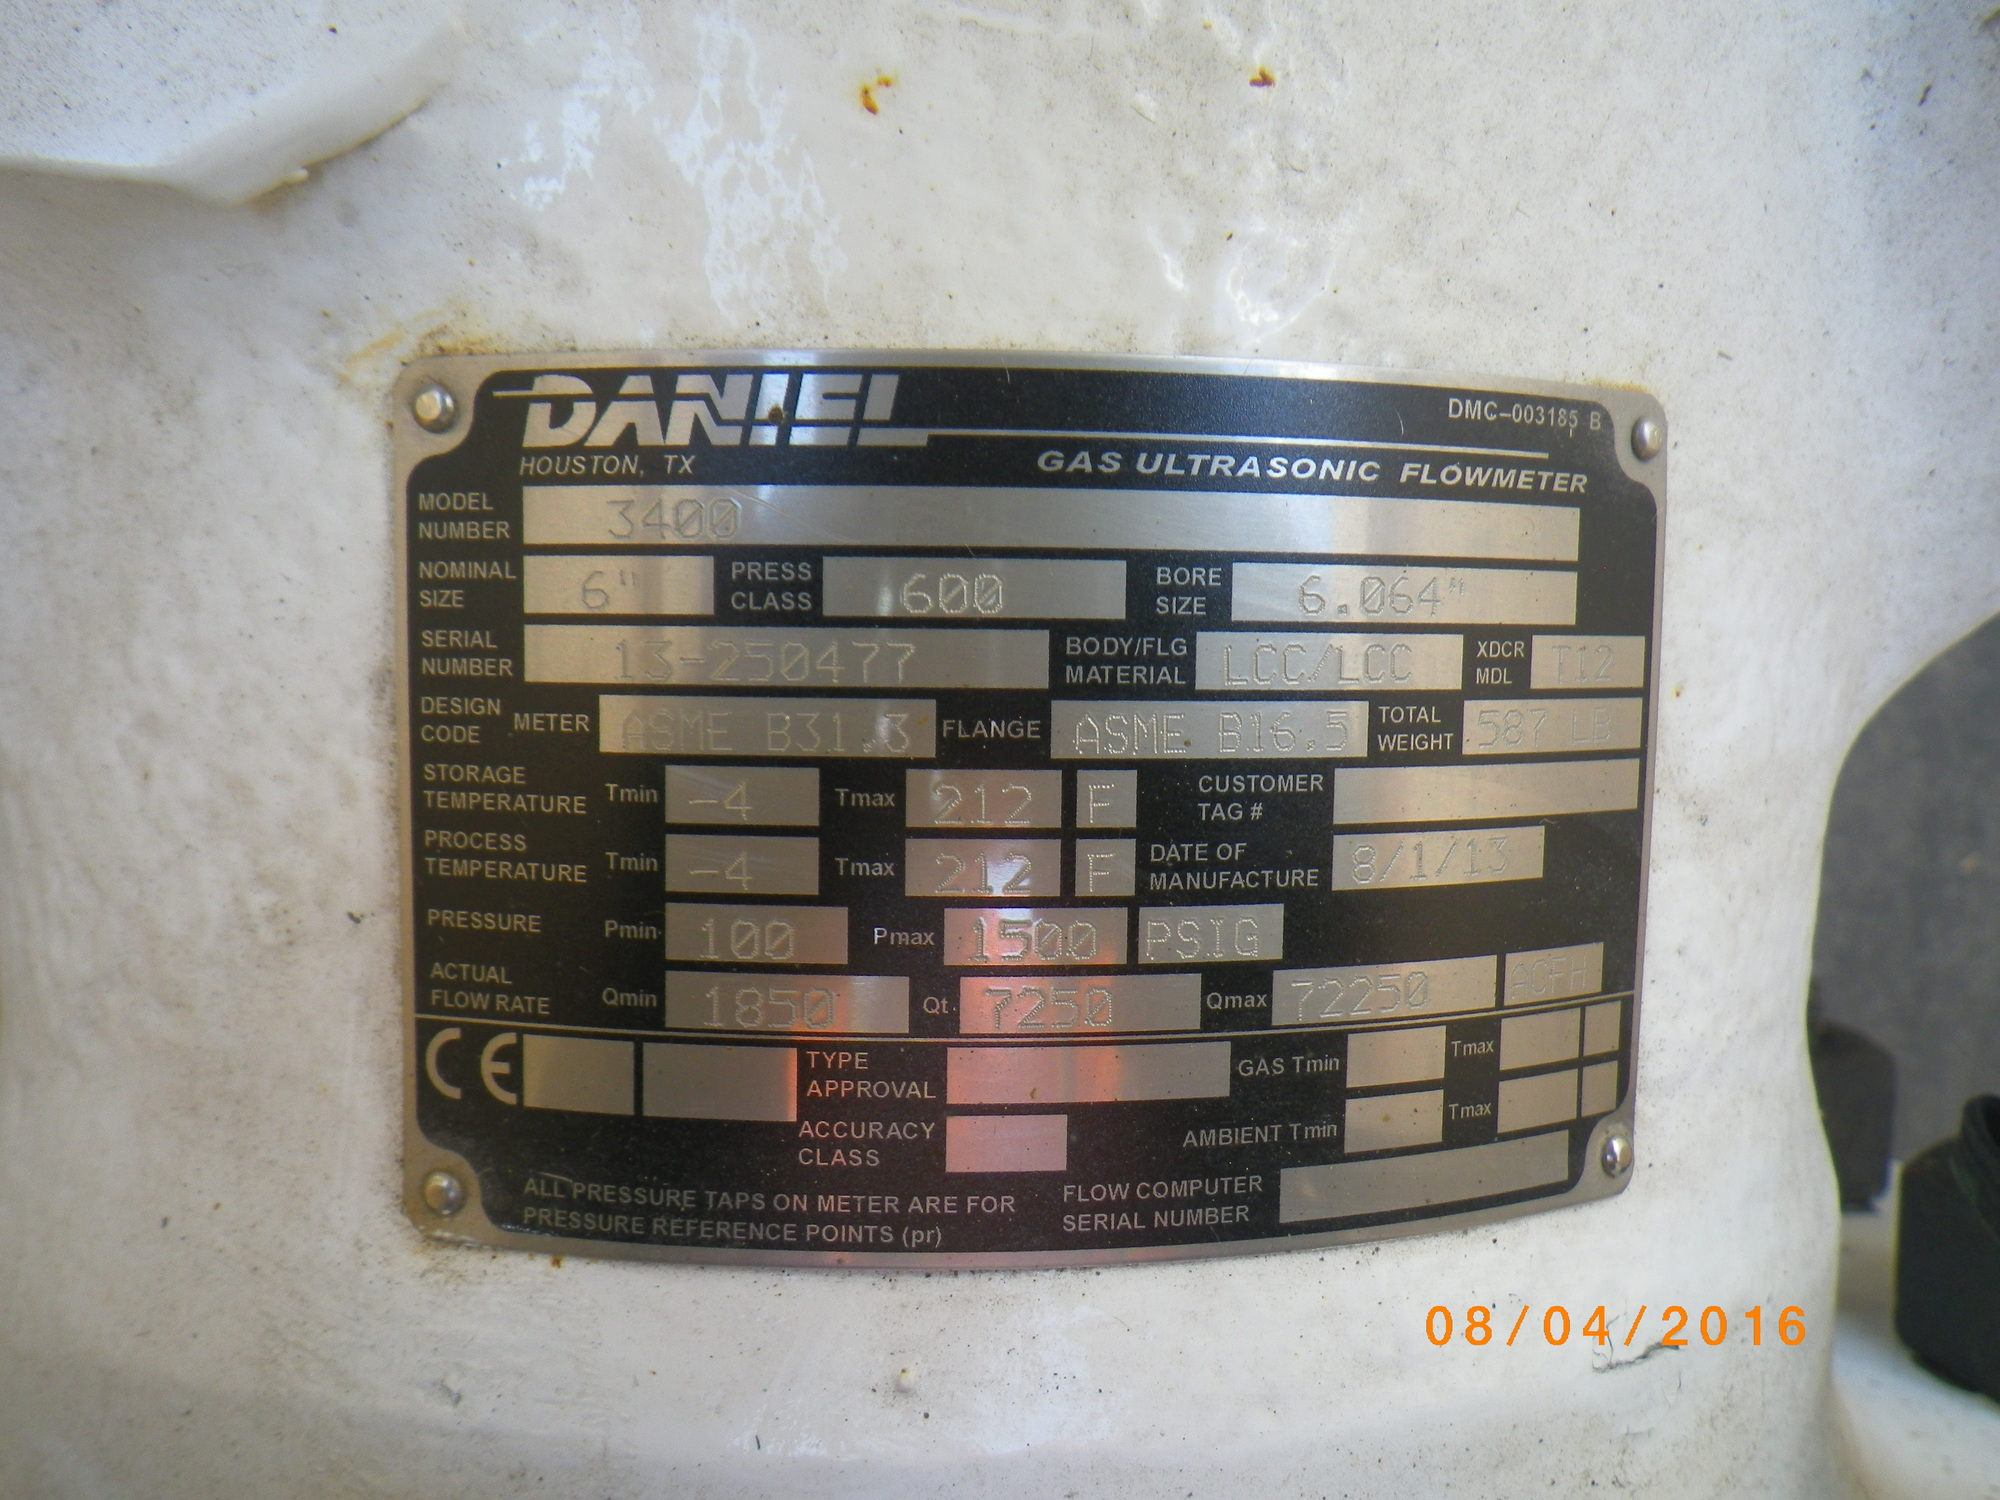 DANIEL
DMC-003185 B
HOUSTON, TX
GAS ULTRASONIC FLOWMETER
MODEL NUMBER 3400
NOMINAL SIZE 6" PRESS CLASS 600 BORE SIZE 6.064"
SERIAL NUMBER 13-250477 BODY/FLG MATERIAL LCC/LCC XDCR MDL T12
DESIGN CODE METER ASME B31.3 FLANGE ASME B16.5 TOTAL WEIGHT 587 LB
STORAGE TEMPERATURE Tmin -4 Tmax 212 F CUSTOMER TAG #
PROCESS TEMPERATURE Tmin -4 Tmax 212 F DATE OF MANUFACTURE 8/1/13
PRESSURE Pmin 100 Pmax 1500 PSIG
ACTUAL FLOW RATE Qmin 1850 Qt 7250 Qmax 72250 ACFH
CE TYPE APPROVAL GAS Tmin Tmax
ACCURACY CLASS AMBIENT Tmin Tmax
ALL PRESSURE TAPS ON METER ARE FOR
PRESSURE REFERENCE POINTS (pr)
FLOW COMPUTER
SERIAL NUMBER
08/04/2016